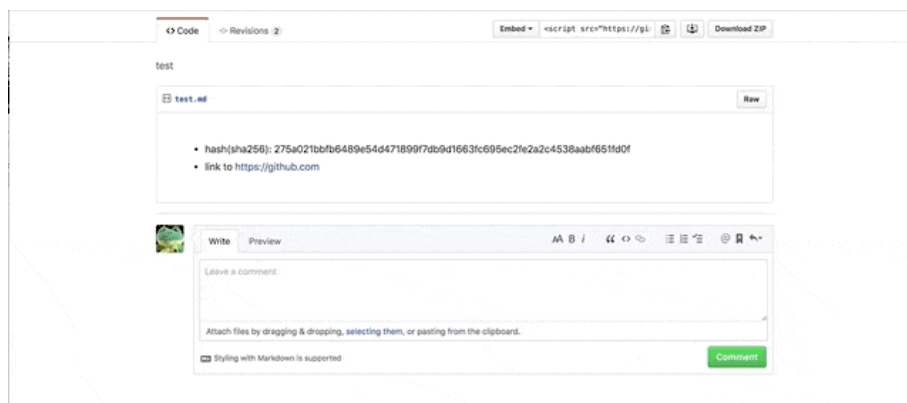 Code Revisions 2 Embed <script src="https://gi Download ZIP
test
test.md Raw
hash(sha256): 275a021bbfb6489e54d471899f7db9d1663fc695ec2fe2a2c4538aabf651fd0f
link to https://github.com
Write Preview AA B i
Leave a comment
Attach files by dragging & dropping, selecting them, or pasting from the clipboard.
Styling with Markdown is supported Comment